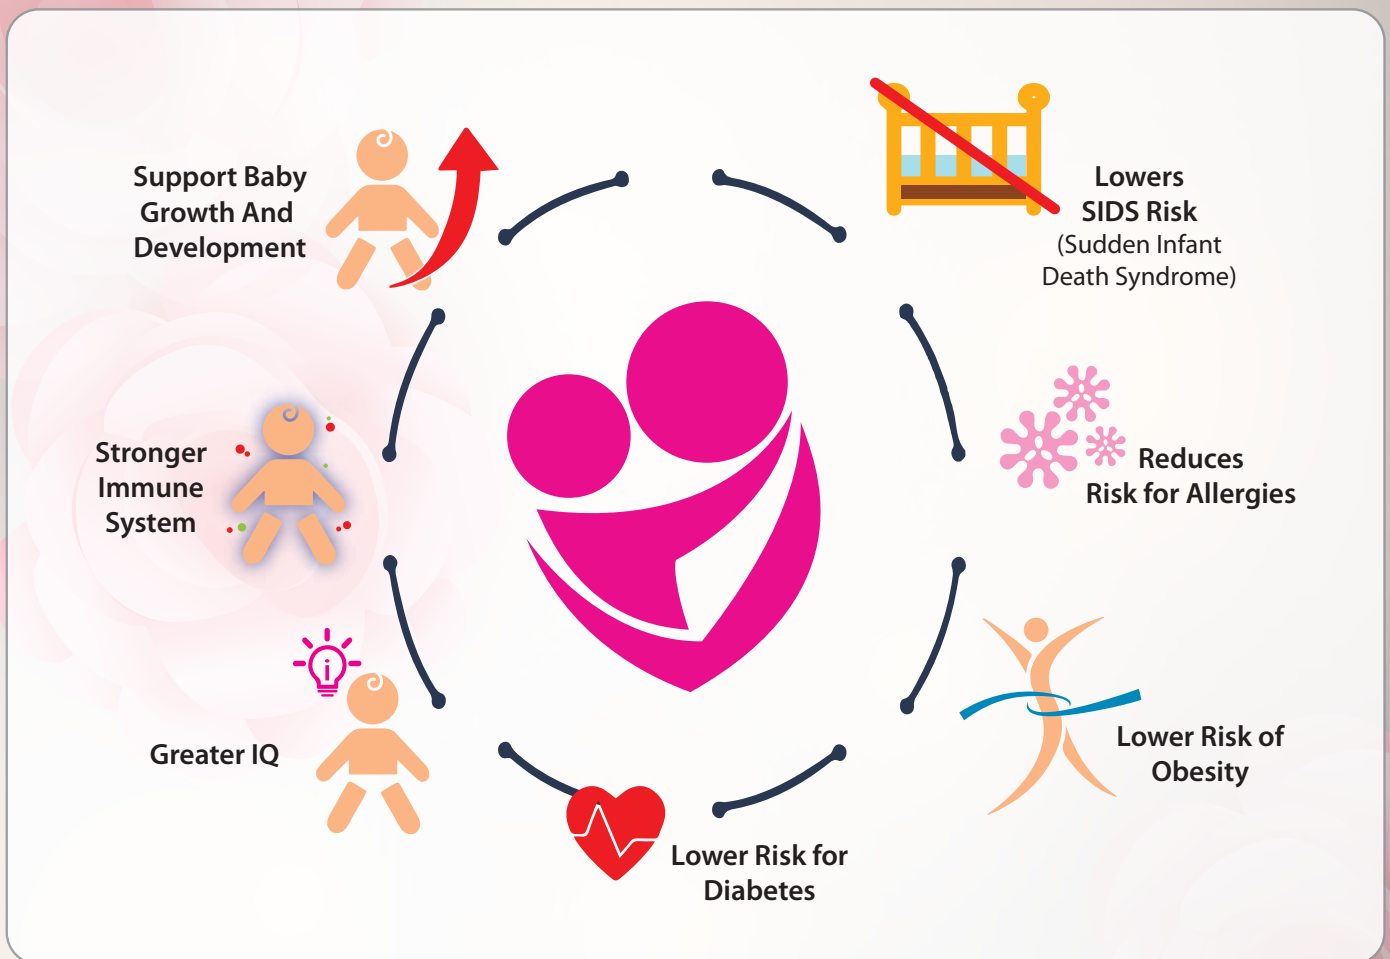 Support Baby
Growth And
Development
Lowers
SIDS Risk
(Sudden Infant
Death Syndrome)
Stronger
Immune
System
Reduces
Risk for Allergies
i
Greater IQ
Lower Risk of
Obesity
Lower Risk for
Diabetes